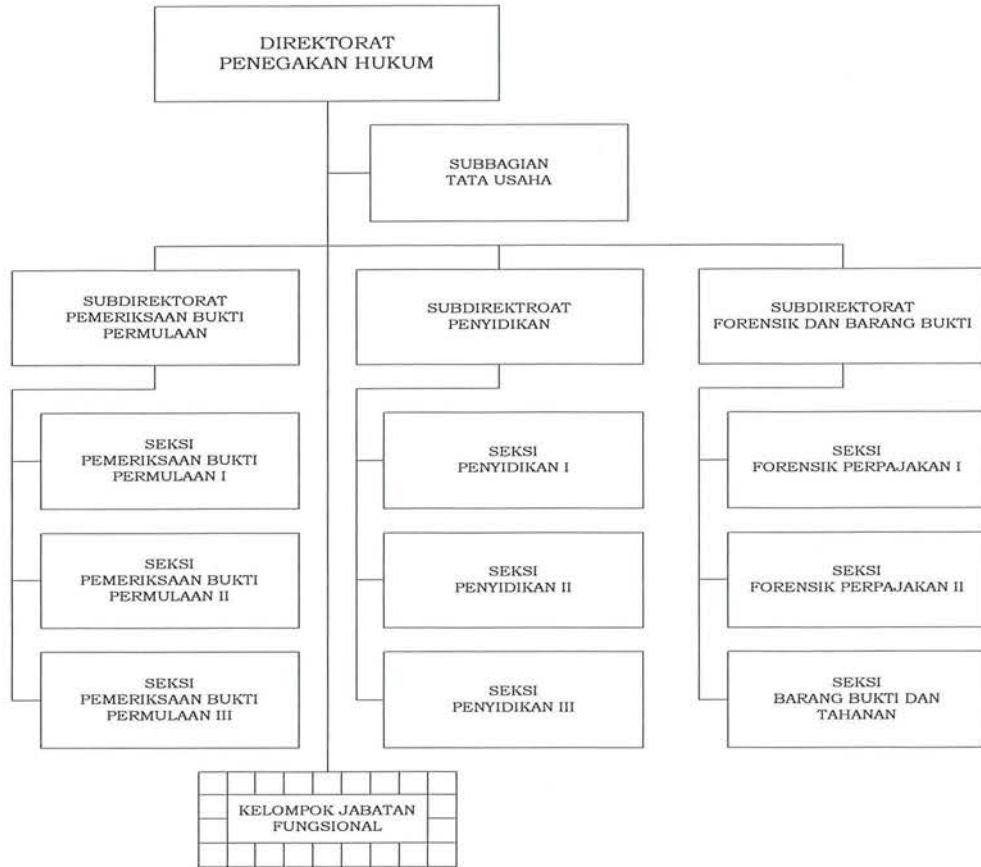 DIREKTORAT
PENEGAKAN HUKUM
SUBBAGIAN
TATA USAHA
SUBDIREKTORAT
PEMERIKSAAN BUKTI
PERMULAAN
SEKSI
PEMERIKSAAN BUKTI
PERMULAAN I
SEKSI
PEMERIKSAAN BUKTI
PERMULAAN II
SEKSI
PEMERIKSAAN BUKTI
PERMULAAN III
SUBDIREKTROAT
PENYIDIKAN
SEKSI
PENYIDIKAN I
SEKSI
PENYIDIKAN II
SEKSI
PENYIDIKAN III
SUBDIREKTORAT
FORENSIK DAN BARANG BUKTI
SEKSI
FORENSIK PERPAJAKAN I
SEKSI
FORENSIK PERPAJAKAN II
SEKSI
BARANG BUKTI DAN
TAHANAN
KELOMPOK JABATAN
FUNGSIONAL